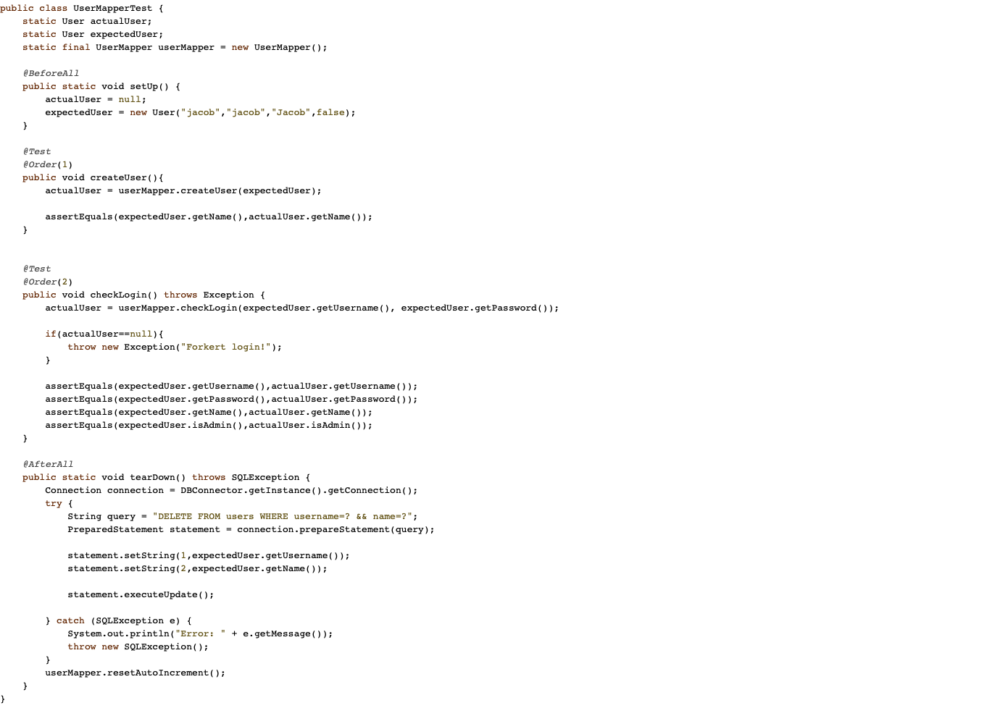 public class UserMapperTest {
    static User actualUser;
    static User expectedUser;
    static final UserMapper userMapper = new UserMapper();

    @BeforeAll
    public static void setUp() {
        actualUser = null;
        expectedUser = new User("jacob","jacob","Jacob",false);
    }

    @Test
    @Order(1)
    public void createUser(){
        actualUser = userMapper.createUser(expectedUser);

        assertEquals(expectedUser.getName(),actualUser.getName());
    }


    @Test
    @Order(2)
    public void checkLogin() throws Exception {
        actualUser = userMapper.checkLogin(expectedUser.getUsername(), expectedUser.getPassword());

        if(actualUser==null){
            throw new Exception("Forkert login!");
        }

        assertEquals(expectedUser.getUsername(),actualUser.getUsername());
        assertEquals(expectedUser.getPassword(),actualUser.getPassword());
        assertEquals(expectedUser.getName(),actualUser.getName());
        assertEquals(expectedUser.isAdmin(),actualUser.isAdmin());
    }

    @AfterAll
    public static void tearDown() throws SQLException {
        Connection connection = DBConnector.getInstance().getConnection();
        try {
            String query = "DELETE FROM users WHERE username=? && name=?";
            PreparedStatement statement = connection.prepareStatement(query);

            statement.setString(1,expectedUser.getUsername());
            statement.setString(2,expectedUser.getName());

            statement.executeUpdate();

        } catch (SQLException e) {
            System.out.println("Error: " + e.getMessage());
            throw new SQLException();
        }
        userMapper.resetAutoIncrement();
    }
}